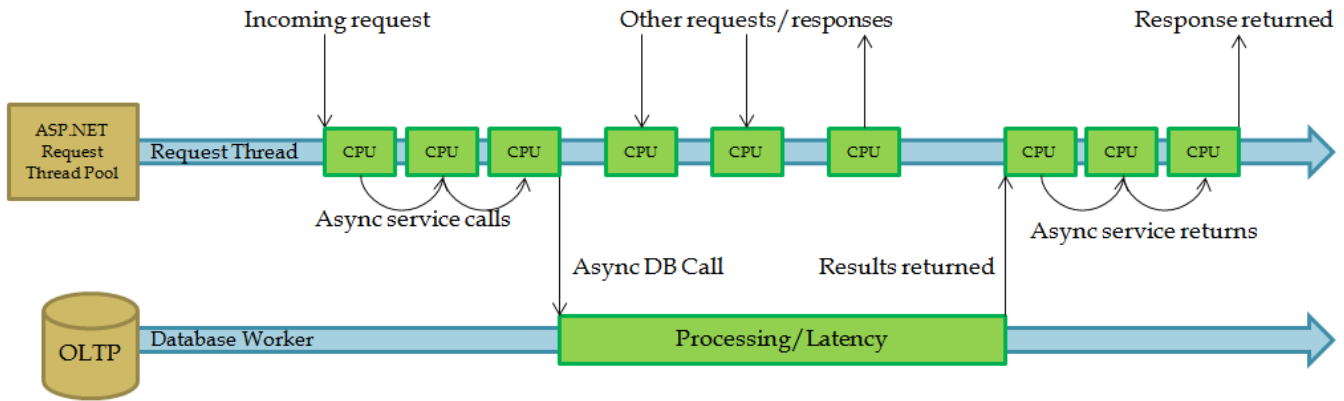 Incoming request
Other requests/responses
Response returned
ASP.NET
Request
Thread Pool
Request Thread
CPU
CPU
CPU
CPU
CPU
CPU
CPU
CPU
CPU
Async service calls
Async service returns
Async DB Call
Results returned
OLTP
Database Worker
Processing/Latency